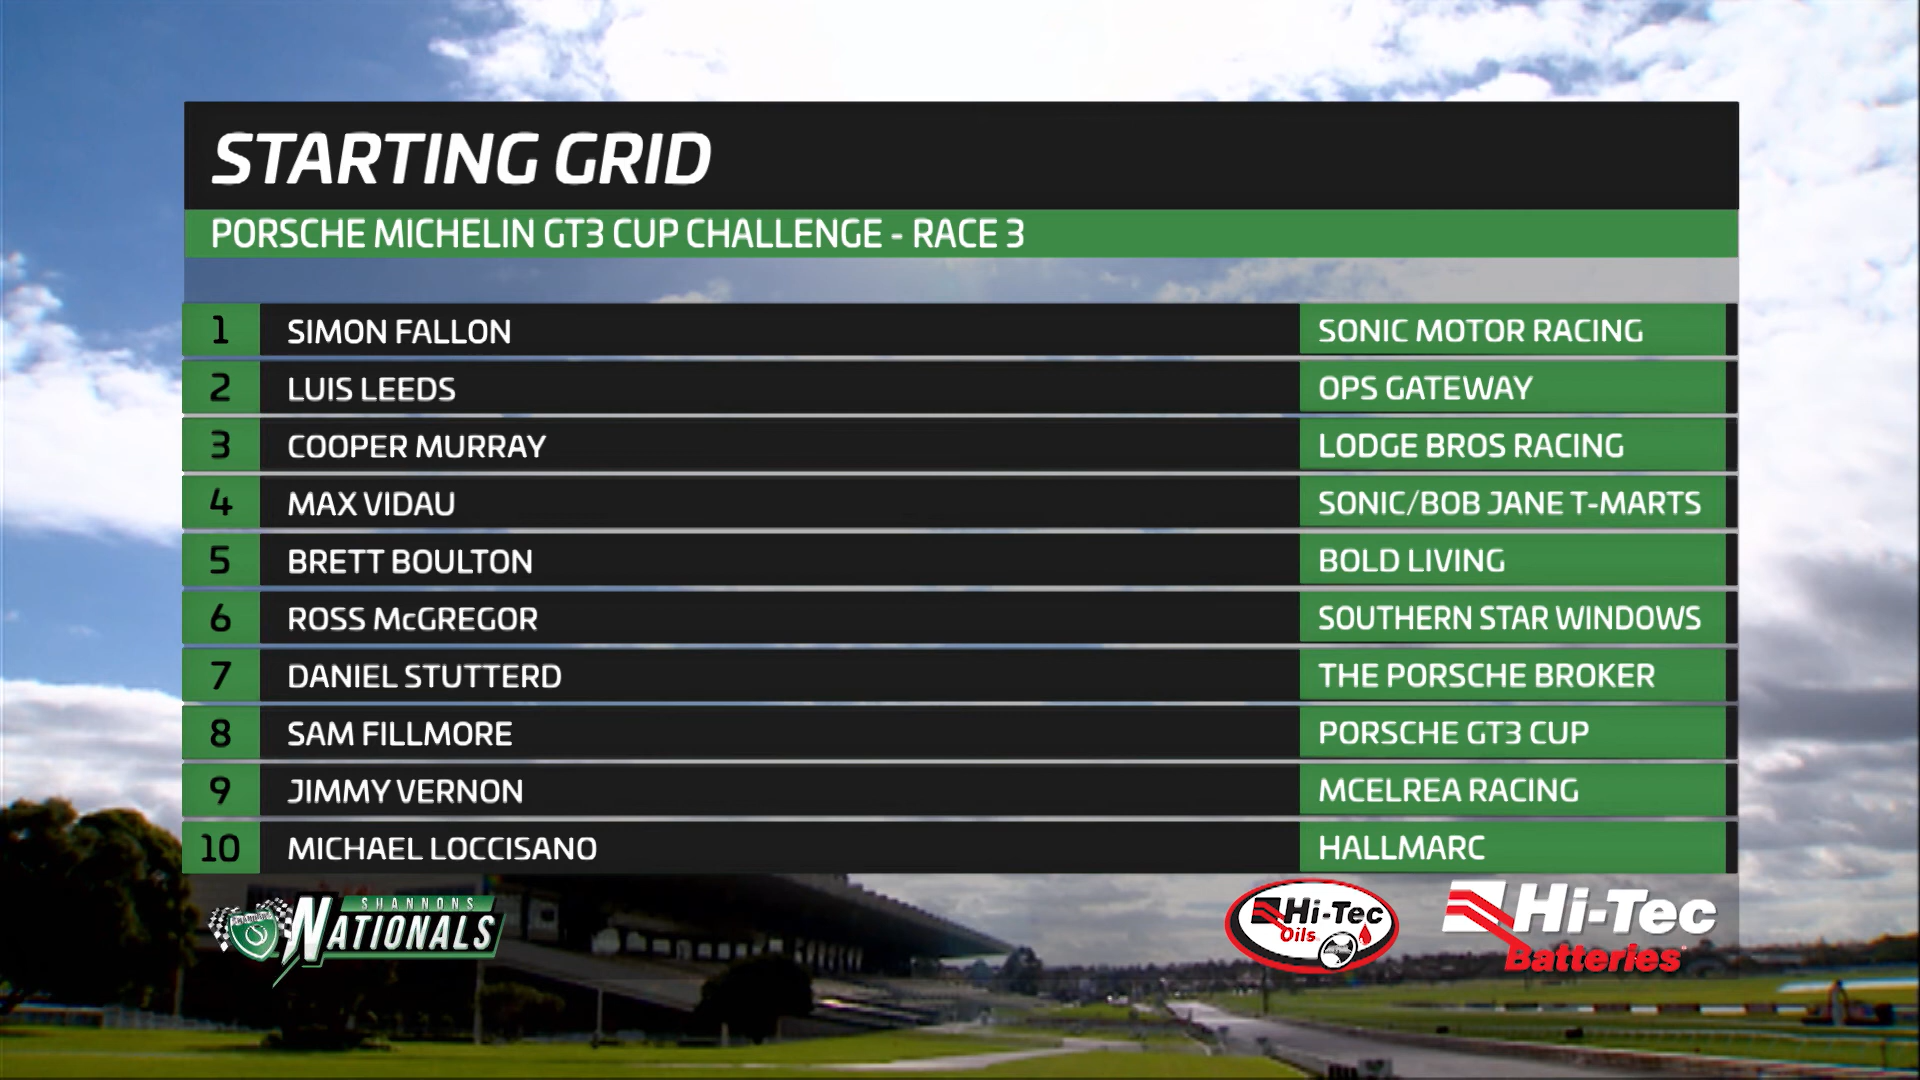 STARTING GRID
PORSCHE MICHELIN GT3 CUP CHALLENGE - RACE 3
1 SIMON FALLON SONIC MOTOR RACING
2 LUIS LEEDS OPS GATEWAY
3 COOPER MURRAY LODGE BROS RACING
4 MAX VIDAU SONIC/BOB JANE T-MARTS
5 BRETT BOULTON BOLD LIVING
6 ROSS McGREGOR SOUTHERN STAR WINDOWS
7 DANIEL STUTTERD THE PORSCHE BROKER
8 SAM FILLMORE PORSCHE GT3 CUP
9 JIMMY VERNON MCELREA RACING
10 MICHAEL LOCCISANO HALLMARC
SHANNONS
SHANNONS
NATIONALS
Hi-Tec
Oils
Hi-Tec
Batteries